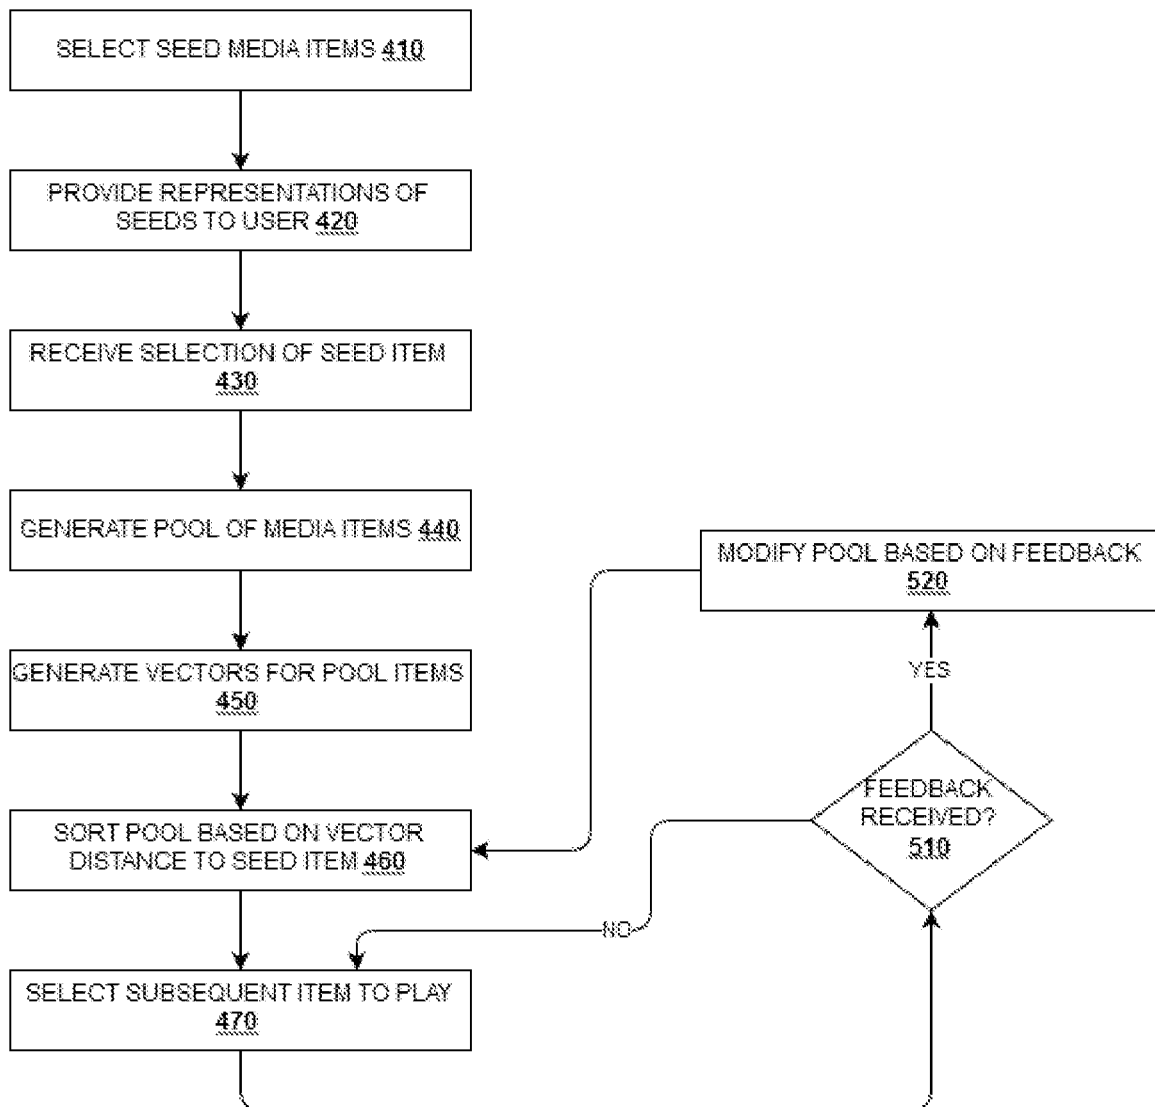 SELECT SEED MEDIA ITEMS 410
PROVIDE REPRESENTATIONS OF
SEEDS TO USER 420
RECEIVE SELECTION OF SEED ITEM
430
GENERATE POOL OF MEDIA ITEMS 440
GENERATE VECTORS FOR POOL ITEMS
450
SORT POOL BASED ON VECTOR
DISTANCE TO SEED ITEM 460
SELECT SUBSEQUENT ITEM TO PLAY
470
MODIFY POOL BASED ON FEEDBACK
520
YES
FEEDBACK
RECEIVED?
510
NO